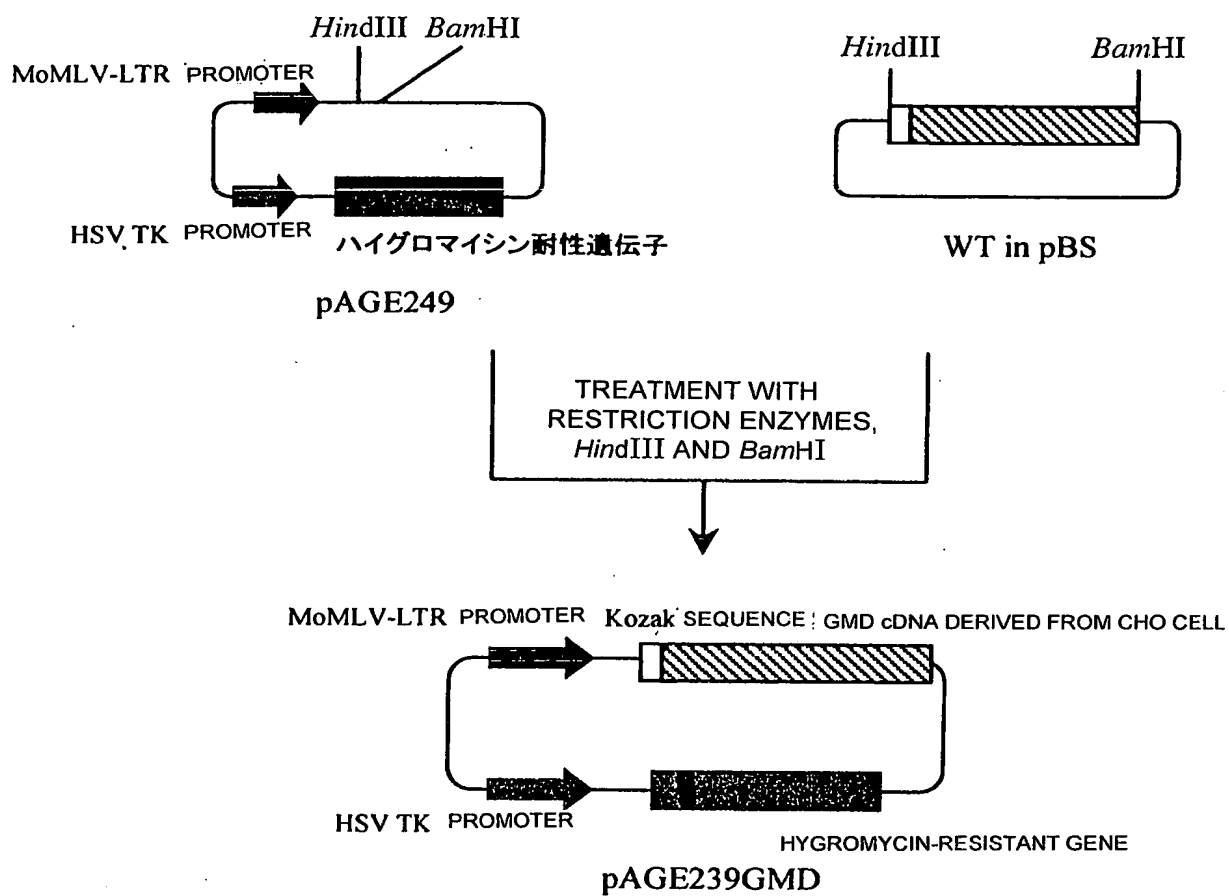 HindIII BamHI
MoMLV-LTR PROMOTER
HSV TK PROMOTER
ハイグロマイシン耐性遺伝子
pAGE249
HindIII BamHI
WT in pBS
TREATMENT WITH
RESTRICTION ENZYMES,
HindIII AND BamHI
MoMLV-LTR PROMOTER
Kozak SEQUENCE
GMD cDNA DERIVED FROM CHO CELL
HSV TK PROMOTER
HYGROMYCIN-RESISTANT GENE
pAGE239GMD